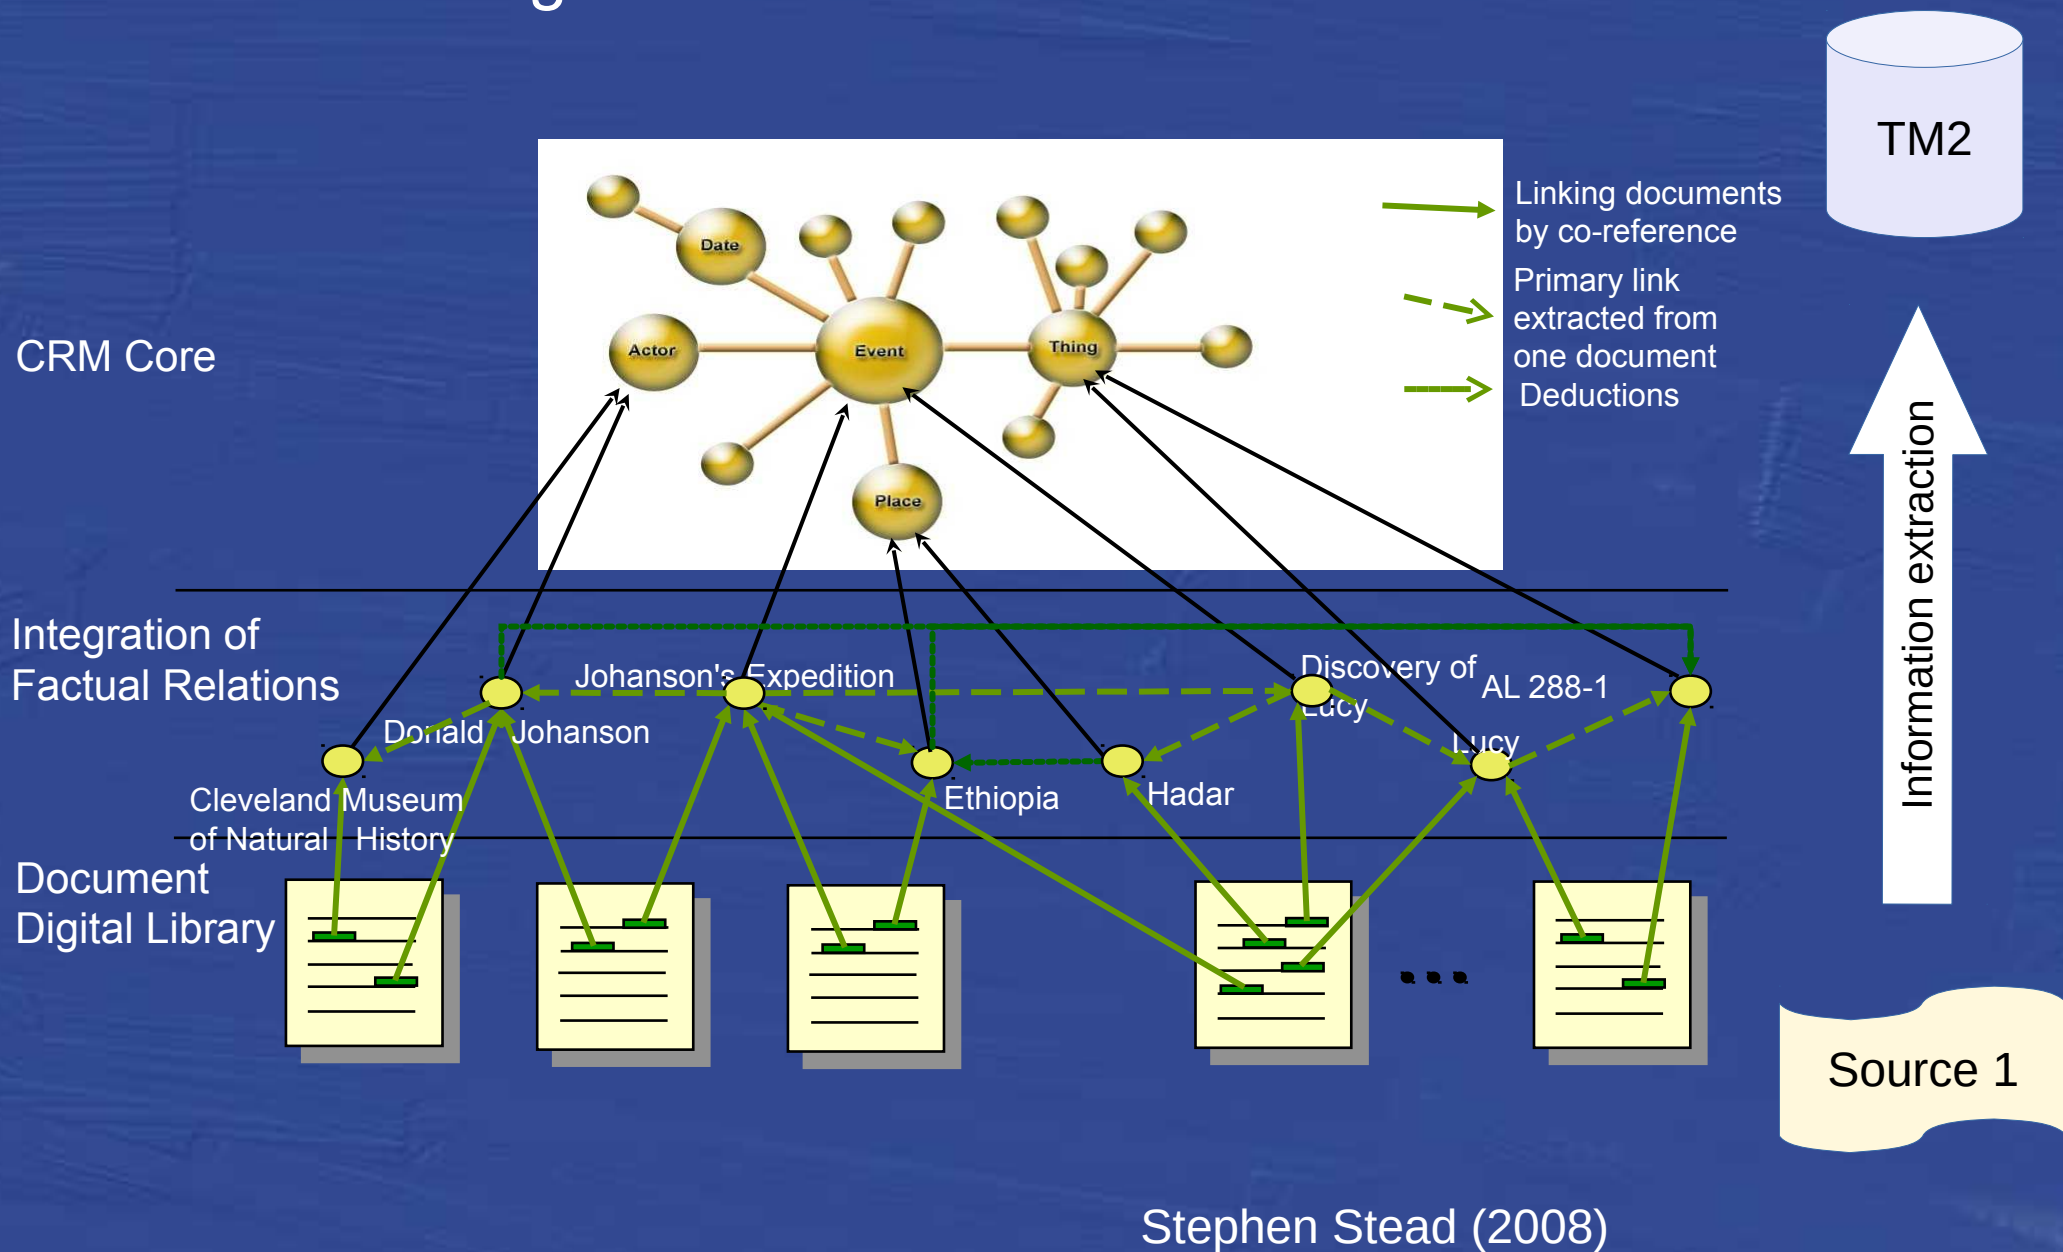 TM2
Linking documents
by co-reference
Primary link
extracted from
one document
Deductions
Date
Actor
Event
Thing
Place
CRM Core
Information extraction
Integration of
Factual Relations
Johanson's Expedition
Discovery of
Lucy
AL 288-1
Donald Johanson
Lucy
Cleveland Museum
of Natural History
Ethiopia
Hadar
Document
Digital Library
Source 1
Stephen Stead (2008)